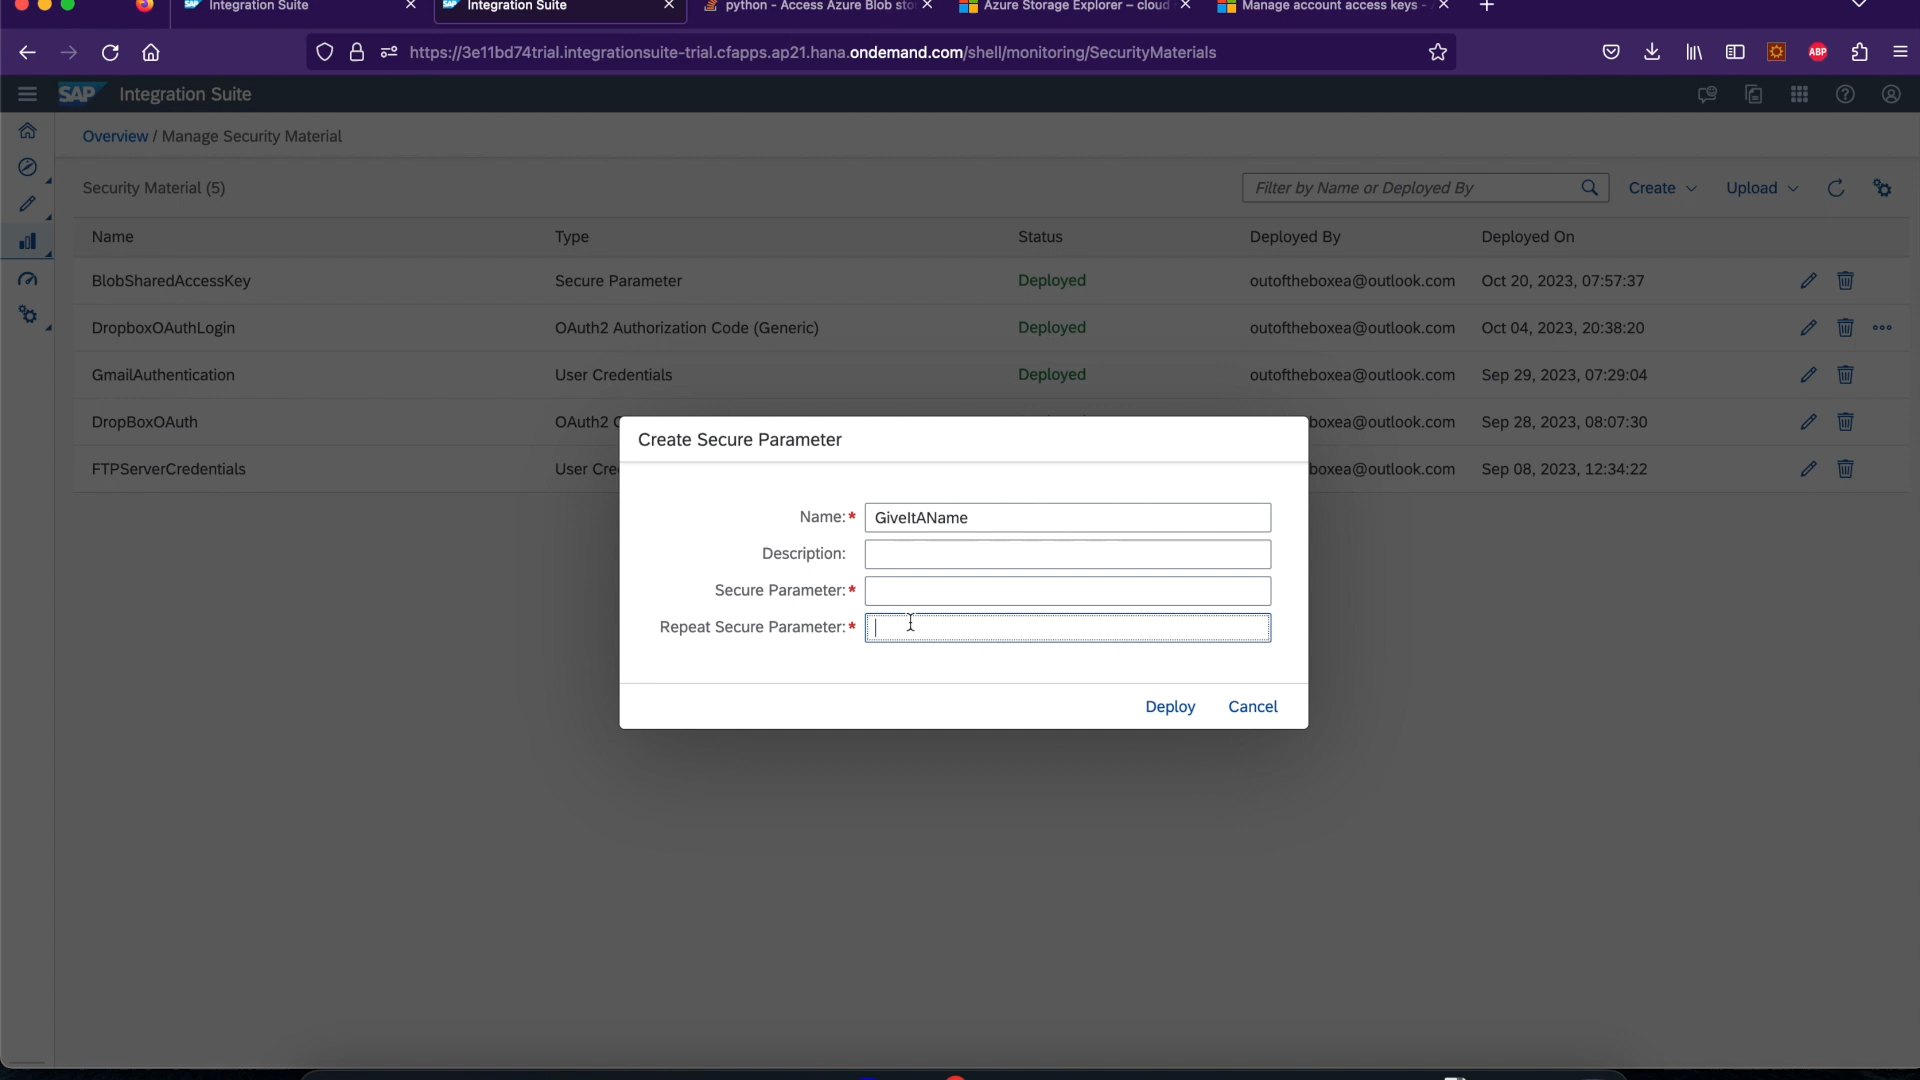 Integration Suite
Integration Suite
python - Access Azure Blob sto
Azure Storage Explorer – cloud
Manage account access keys -
https://3e11bd74trial.integrationsuite-trial.cfapps.ap21.hana.ondemand.com/shell/monitoring/SecurityMaterials
ABP
SAP Integration Suite
Overview / Manage Security Material
Security Material (5)
Filter by Name or Deployed By
Create
Upload
Name Type Status Deployed By Deployed On
BlobSharedAccessKey Secure Parameter Deployed outoftheboxea@outlook.com Oct 20, 2023, 07:57:37
DropboxOAuthLogin OAuth2 Authorization Code (Generic) Deployed outoftheboxea@outlook.com Oct 04, 2023, 20:38:20
GmailAuthentication User Credentials Deployed outoftheboxea@outlook.com Sep 29, 2023, 07:29:04
DropBoxOAuth OAuth2 boxea@outlook.com Sep 28, 2023, 08:07:30
FTPServerCredentials User Cre boxea@outlook.com Sep 08, 2023, 12:34:22
Create Secure Parameter
Name:* GiveItAName
Description:
Secure Parameter:*
Repeat Secure Parameter:*
Deploy Cancel